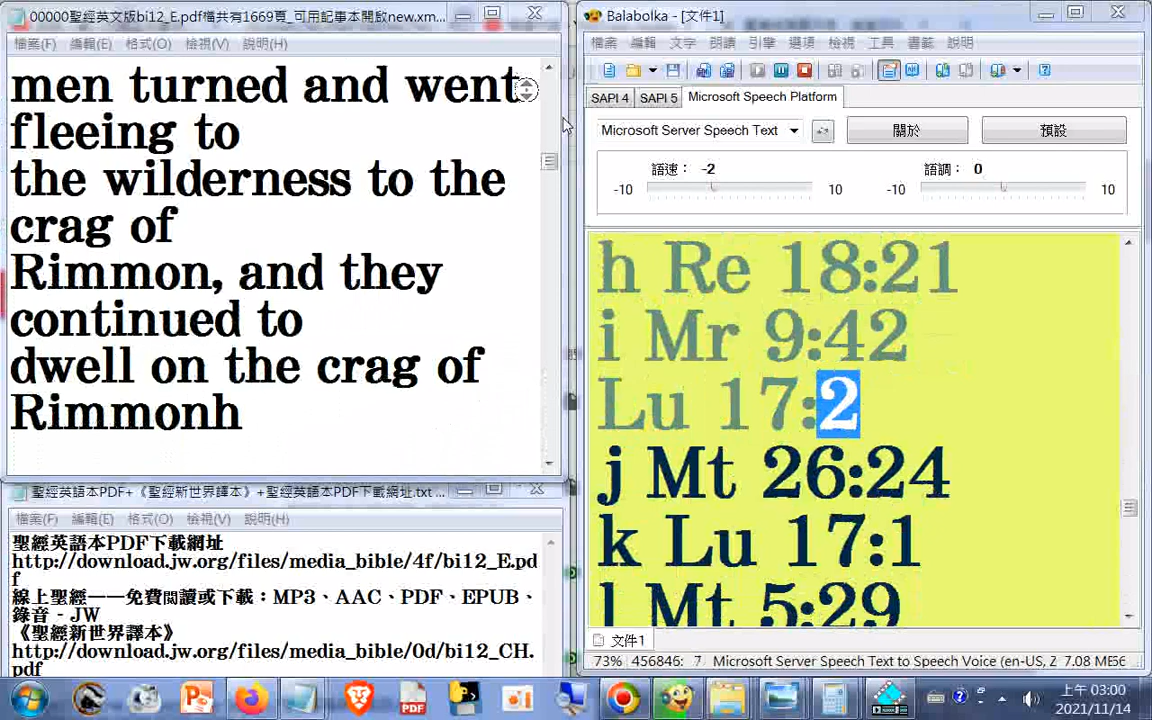 00000聖經英文版bi12_E.pdf檔共有1669頁_可用記事本開啟new.xm...
檔案(F) 編輯(E) 格式(O) 檢視(V) 說明(H)
men turned and went
fleeing to
the wilderness to the
crag of
Rimmon, and they
continued to
dwell on the crag of
Rimmonh
聖經英語本PDF+《聖經新世界譯本》+聖經英語本PDF下載網址.txt ...
檔案(F) 編輯(E) 格式(O) 檢視(V) 說明(H)
聖經英語本PDF下載網址
http://download.jw.org/files/media_bible/4f/bi12_E.pd
f
線上聖經——免費閱讀或下載：MP3、AAC、PDF、EPUB、
錄音 - JW
《聖經新世界譯本》
http://download.jw.org/files/media_bible/0d/bi12_CH.
pdf
Balabolka - [文件1]
檔案 編輯 文字 朗讀 引擎 選項 檢視 工具 書籤 說明
SAPI 4 SAPI 5 Microsoft Speech Platform
Microsoft Server Speech Text 關於 預設
語速： -2 語調： 0
-10 10 -10 10
h Re 18:21
i Mr 9:42
Lu 17:2
j Mt 26:24
k Lu 17:1
l Mt 5:29
文件1
73% 456846: 7 Microsoft Server Speech Text to Speech Voice (en-US, Z 7.08 ME56
上午 03:00
2021/11/14